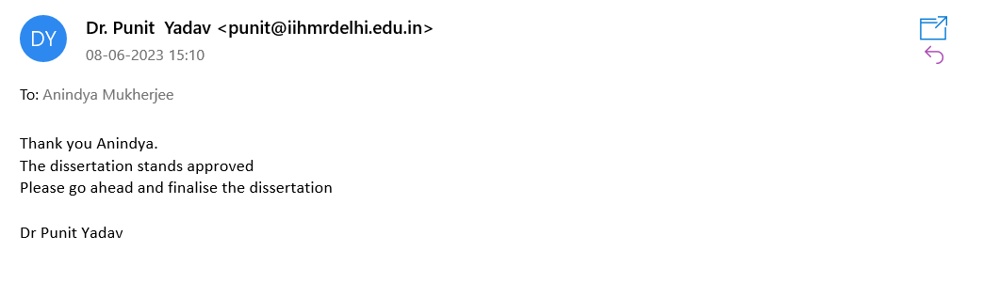 DY
Dr. Punit  Yadav <punit@iihmrdelhi.edu.in>
08-06-2023 15:10
To: Anindya Mukherjee
Thank you Anindya.
The dissertation stands approved
Please go ahead and finalise the dissertation
Dr Punit Yadav